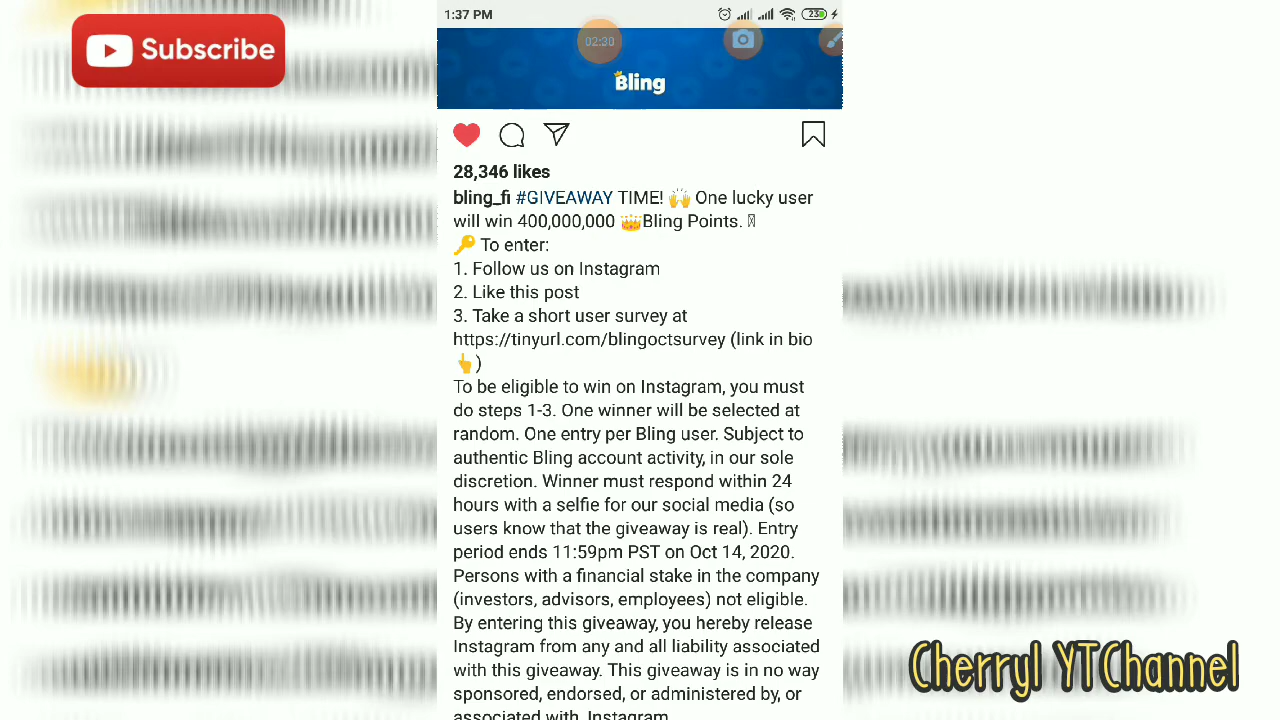 Subscribe
1:37 PM
23
02:30
Bling
28,346 likes
bling_fi #GIVEAWAY TIME! 🙌 One lucky user
will win 400,000,000 👑Bling Points.
🔑 To enter:
1. Follow us on Instagram
2. Like this post
3. Take a short user survey at
https://tinyurl.com/blingoctsurvey (link in bio
👆)
To be eligible to win on Instagram, you must
do steps 1-3. One winner will be selected at
random. One entry per Bling user. Subject to
authentic Bling account activity, in our sole
discretion. Winner must respond within 24
hours with a selfie for our social media (so
users know that the giveaway is real). Entry
period ends 11:59pm PST on Oct 14, 2020.
Persons with a financial stake in the company
(investors, advisors, employees) not eligible.
By entering this giveaway, you hereby release
Instagram from any and all liability associated
with this giveaway. This giveaway is in no way
sponsored, endorsed, or administered by, or
associated with, Instagram
Cherryl YTChannel